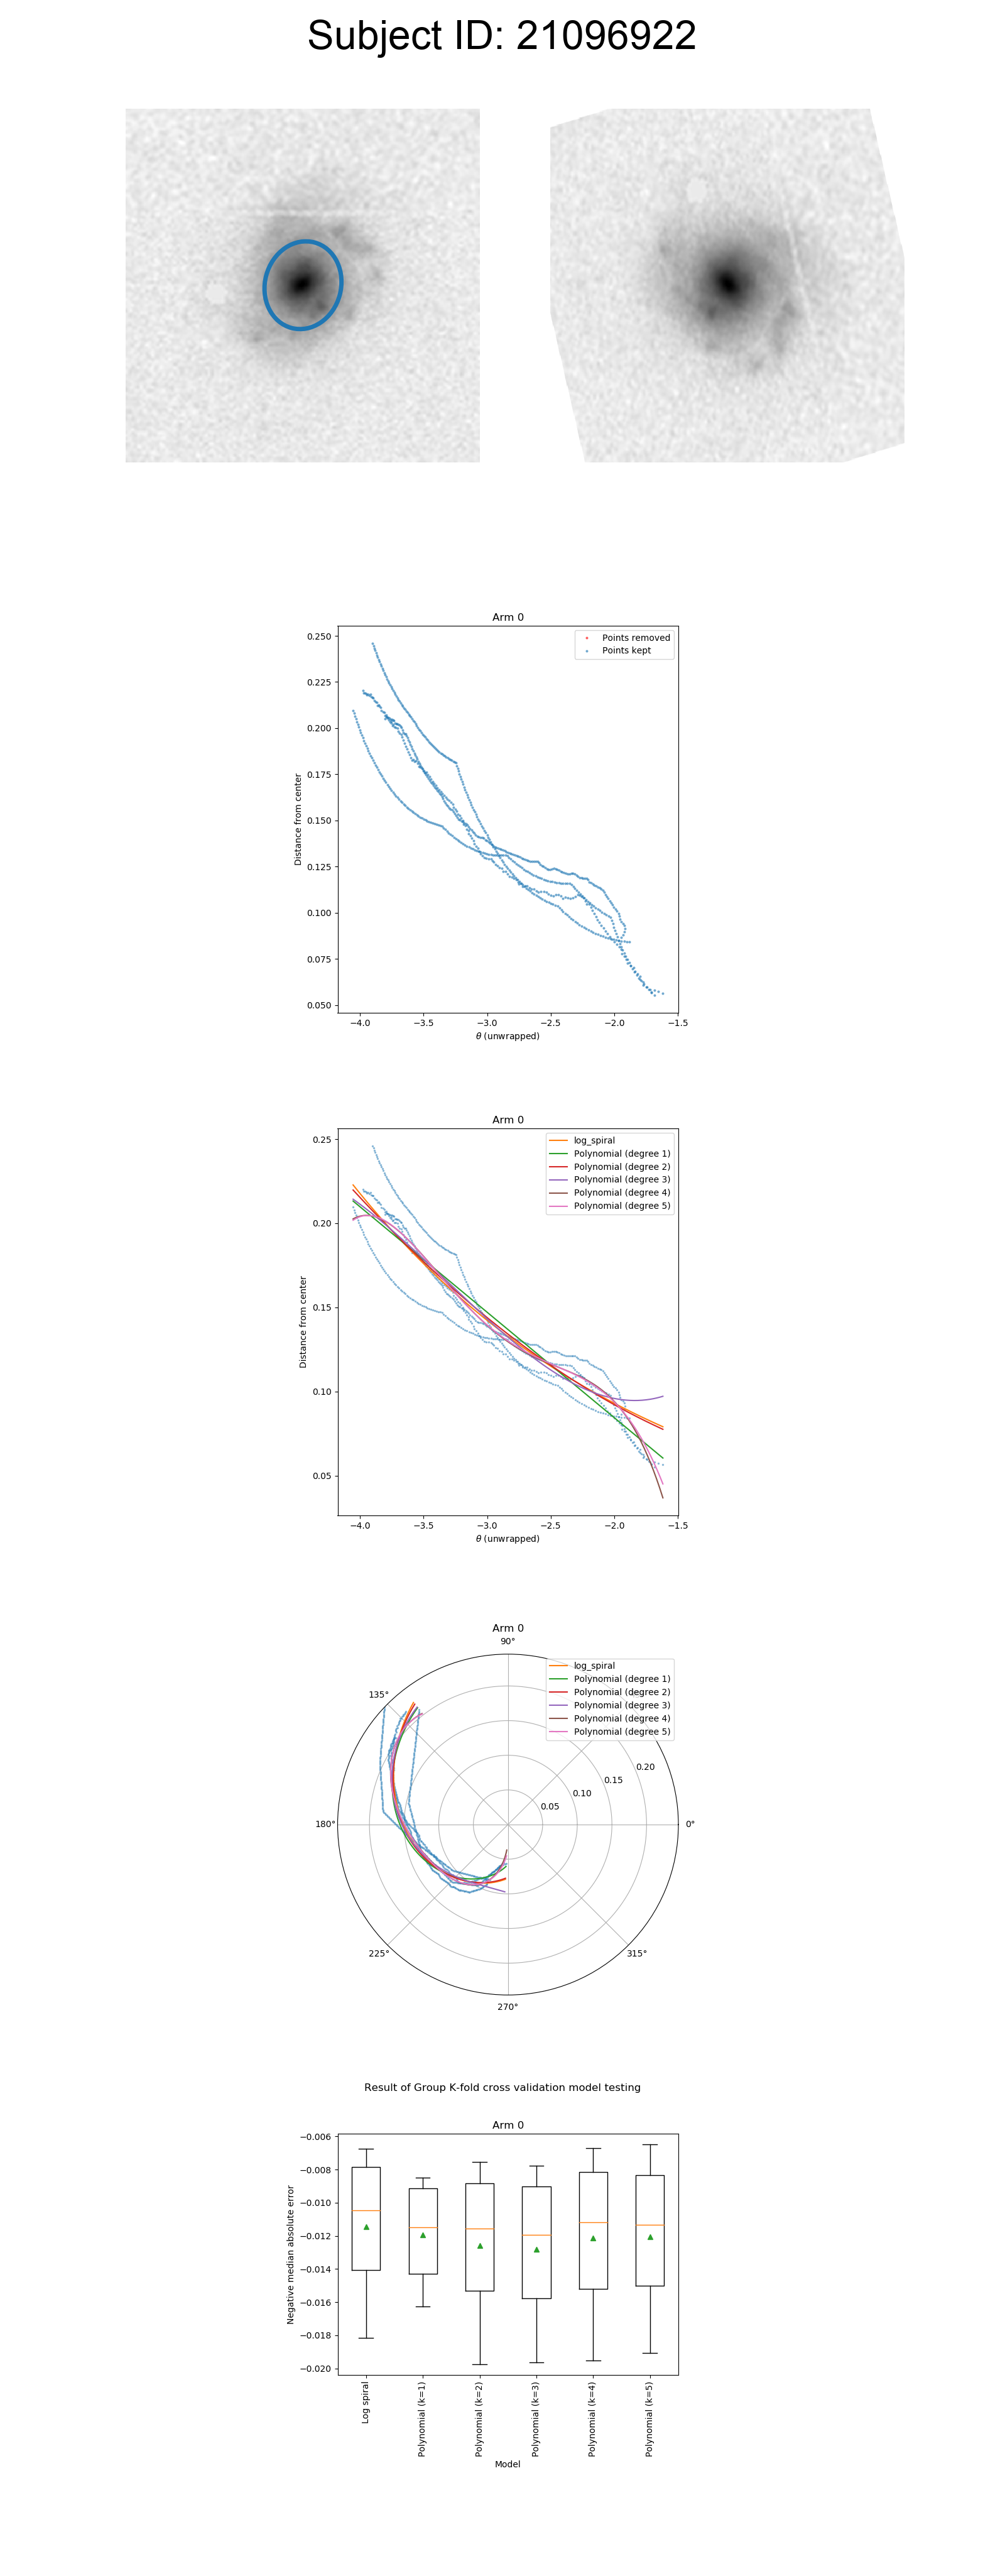 Subject ID: 21096922
Arm 0
Points removed
Points kept
0.250
0.225
0.200
0.175
0.150
0.125
0.100
0.075
0.050
Distance from center
−4.0 −3.5 −3.0 −2.5 −2.0 −1.5
θ (unwrapped)
Arm 0
log_spiral
Polynomial (degree 1)
Polynomial (degree 2)
Polynomial (degree 3)
Polynomial (degree 4)
Polynomial (degree 5)
0.25
0.20
0.15
0.10
0.05
Distance from center
−4.0 −3.5 −3.0 −2.5 −2.0 −1.5
θ (unwrapped)
Arm 0
90°
log_spiral
Polynomial (degree 1)
Polynomial (degree 2)
Polynomial (degree 3)
Polynomial (degree 4)
Polynomial (degree 5)
135°
0.20
0.15
0.10
0.05
180°
0°
225°
315°
270°
Result of Group K-fold cross validation model testing
Arm 0
−0.006
−0.008
−0.010
−0.012
−0.014
−0.016
−0.018
−0.020
Negative median absolute error
Log spiral
Polynomial (k=1)
Polynomial (k=2)
Polynomial (k=3)
Polynomial (k=4)
Polynomial (k=5)
Model